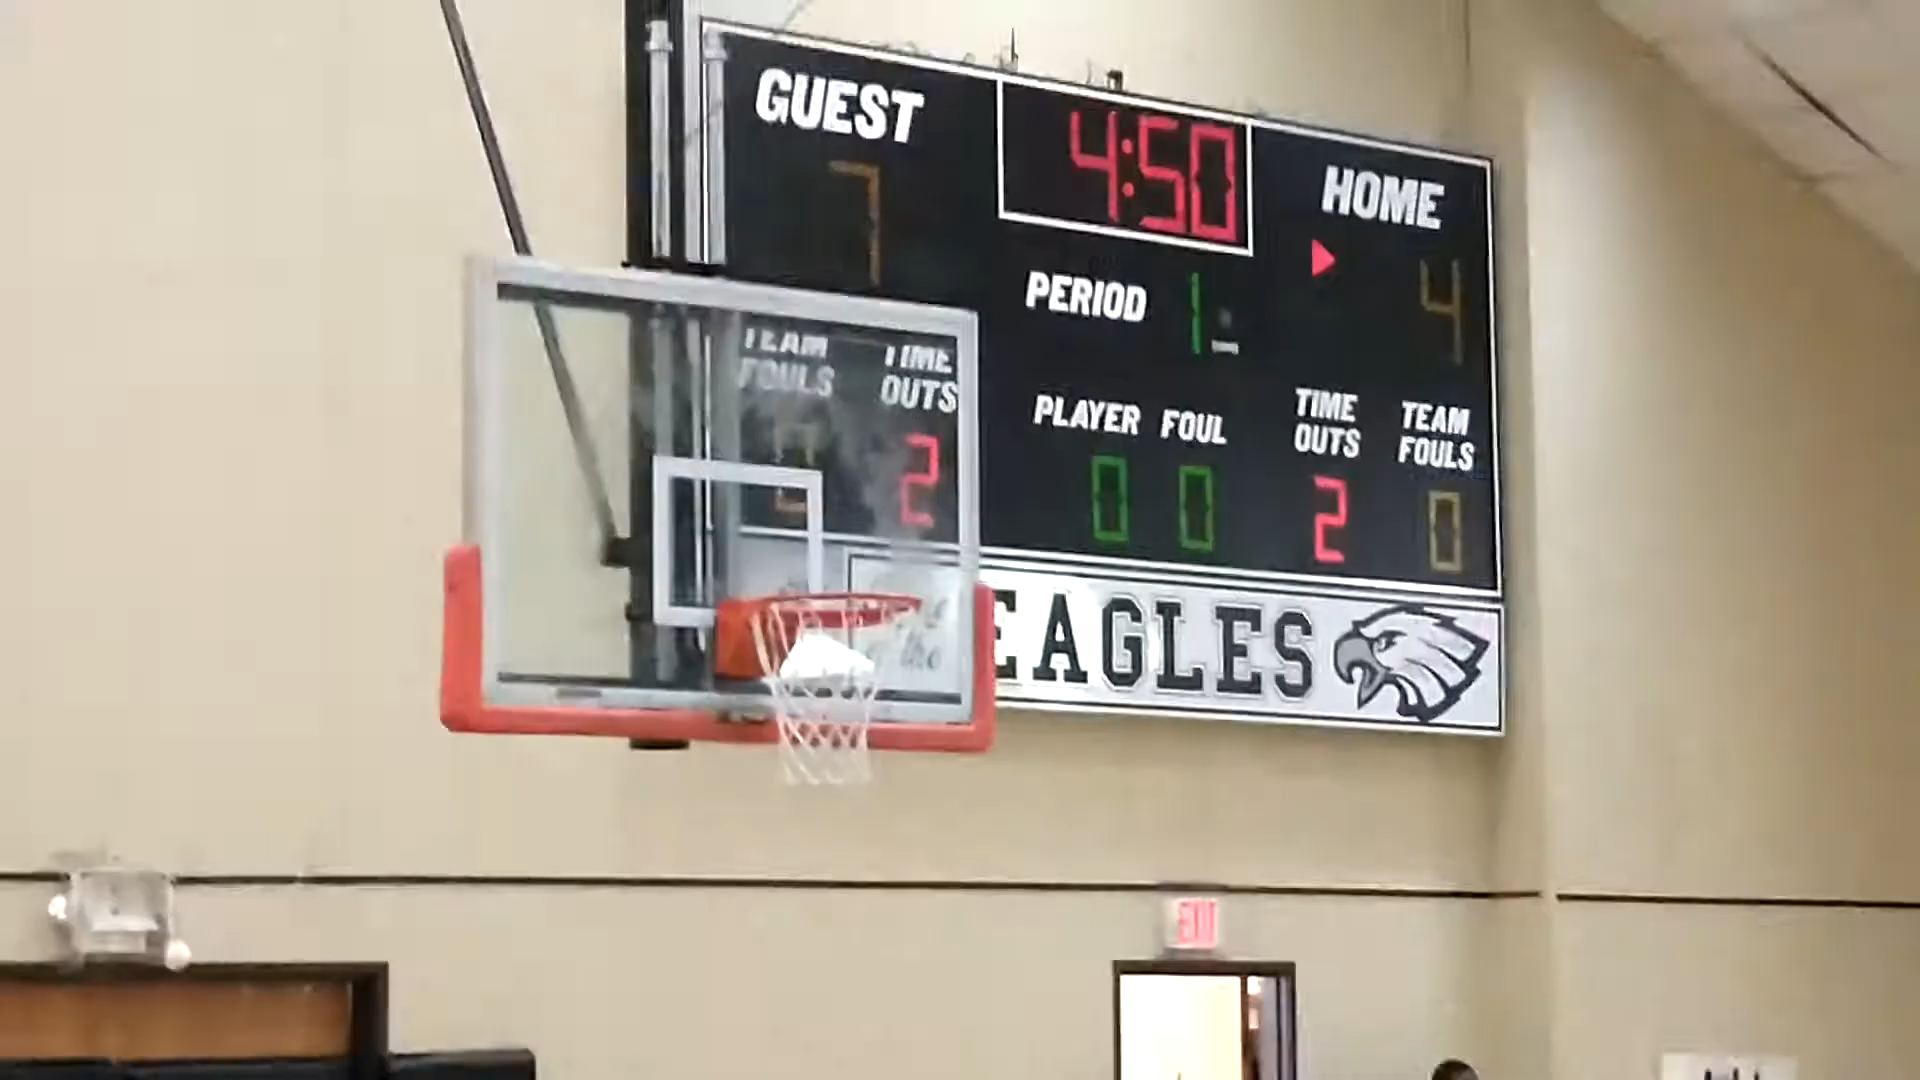 GUEST
4:50
HOME
7
PERIOD 1
4
TEAM
FOULS
TIME
OUTS
2
PLAYER FOUL
0 0
TIME
OUTS
2
TEAM
FOULS
0
EAGLES
the
EXIT